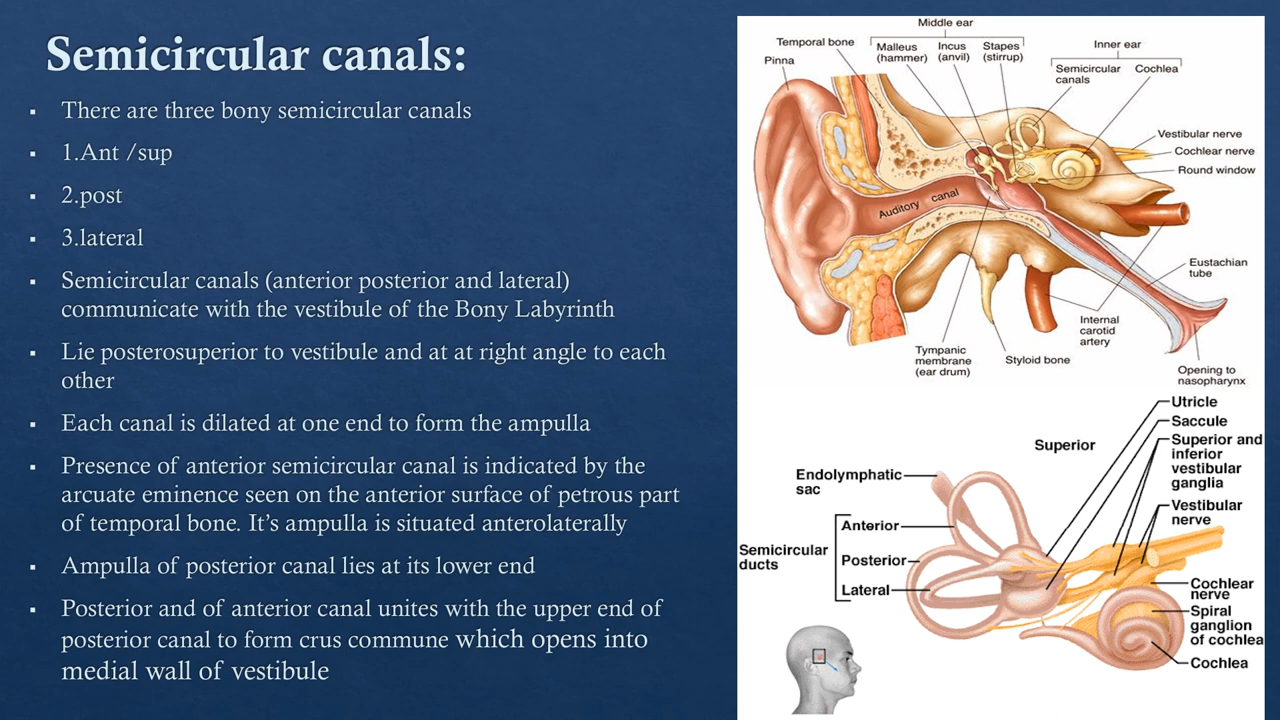 Semicircular canals:
▪ There are three bony semicircular canals
▪ 1.Ant /sup
▪ 2.post
▪ 3.lateral
▪ Semicircular canals (anterior posterior and lateral)
communicate with the vestibule of the Bony Labyrinth
▪ Lie posterosuperior to vestibule and at at right angle to each
other
▪ Each canal is dilated at one end to form the ampulla
▪ Presence of anterior semicircular canal is indicated by the
arcuate eminence seen on the anterior surface of petrous part
of temporal bone. It’s ampulla is situated anterolaterally
▪ Ampulla of posterior canal lies at its lower end
▪ Posterior and of anterior canal unites with the upper end of
posterior canal to form crus commune which opens into
medial wall of vestibule
Middle ear
Temporal bone
Malleus
(hammer)
Incus
(anvil)
Stapes
(stirrup)
Inner ear
Pinna
Semicircular
canals
Cochlea
Vestibular nerve
Cochlear nerve
Round window
Auditory canal
Eustachian
tube
Internal
carotid
artery
Tympanic
membrane
(ear drum)
Styloid bone
Opening to
nasopharynx
Utricle
Saccule
Superior
Superior and
inferior
vestibular
ganglia
Endolymphatic
sac
Vestibular
nerve
Anterior
Semicircular
ducts
Posterior
Lateral
Cochlear
nerve
Spiral
ganglion
of cochlea
Cochlea